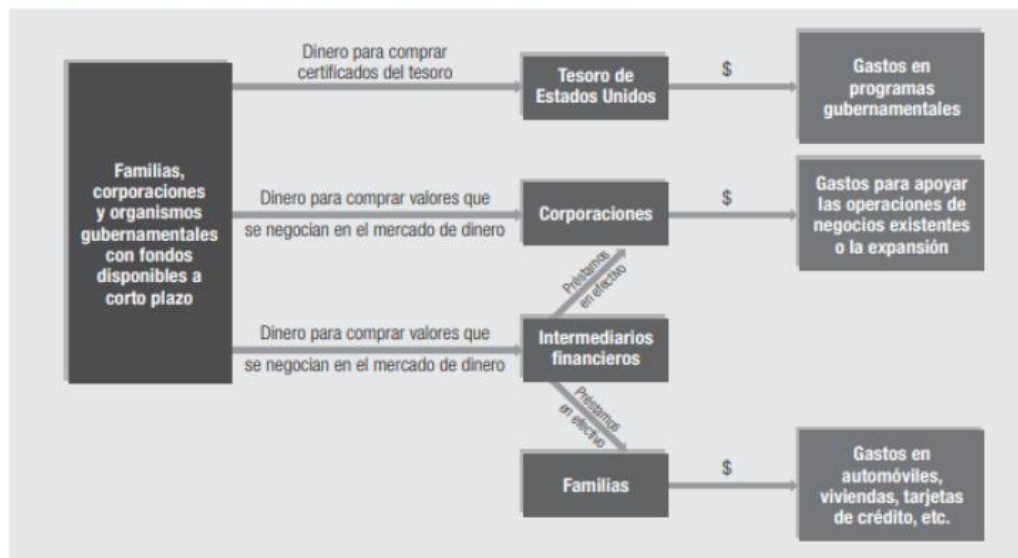 Dinero para comprar
certificados del tesoro
Tesoro de
Estados Unidos
$
Gastos en
programas
gubernamentales
Familias,
corporaciones
y organismos
gubernamentales
con fondos
disponibles a
corto plazo
Dinero para comprar valores que
se negocian en el mercado de dinero
Corporaciones
$
Gastos para apoyar
las operaciones de
negocios existentes
o la expansión
Préstamos
en efectivo
Dinero para comprar valores que
se negocian en el mercado de dinero
Intermediarios
financieros
Préstamos
en efectivo
Familias
$
Gastos en
automóviles,
viviendas, tarjetas
de crédito, etc.